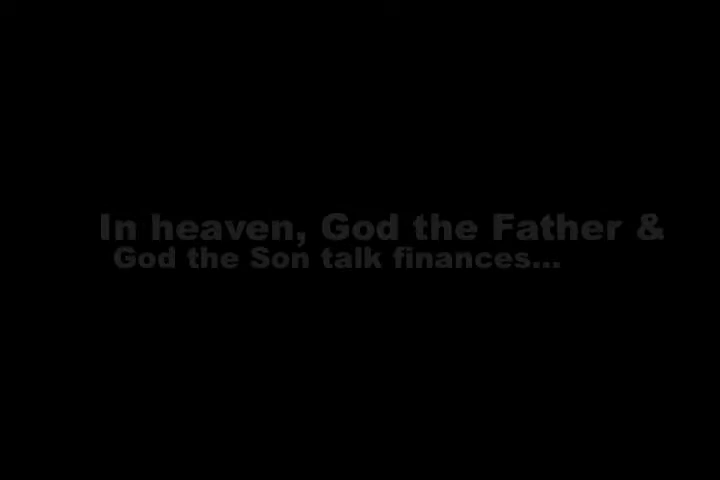 In heaven, God the Father &
God the Son talk finances...